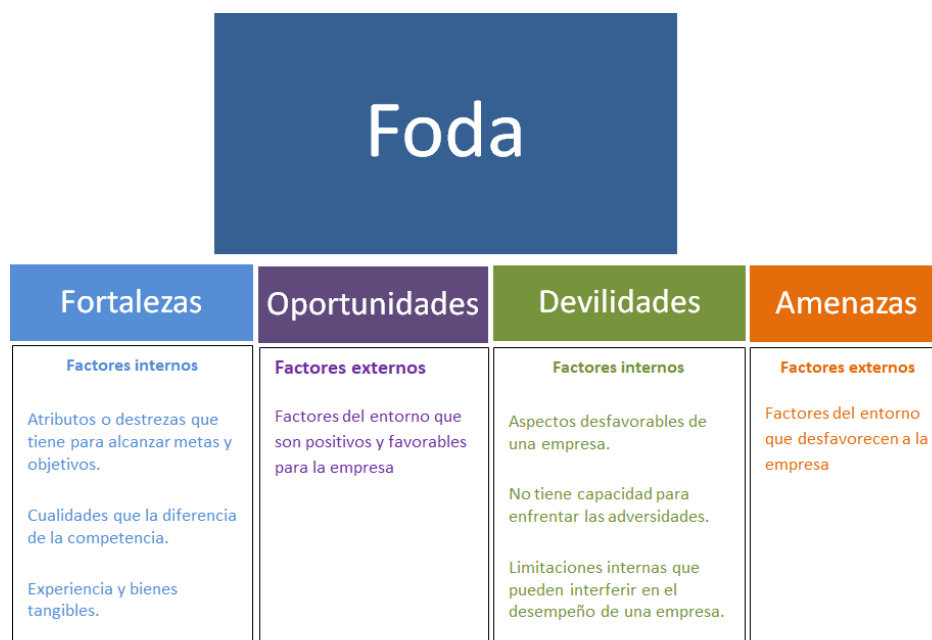 Foda
Fortalezas
Factores internos
Atributos o destrezas que
tiene para alcanzar metas y
objetivos.
Cualidades que la diferencia
de la competencia.
Experiencia y bienes
tangibles.
Oportunidades
Factores externos
Factores del entorno que
son positivos y favorables
para la empresa
Devilidades
Factores internos
Aspectos desfavorables de
una empresa.
No tiene capacidad para
enfrentar las adversidades.
Limitaciones internas que
pueden interferir en el
desempeño de una empresa.
Amenazas
Factores externos
Factores del entorno
que desfavorecen a la
empresa